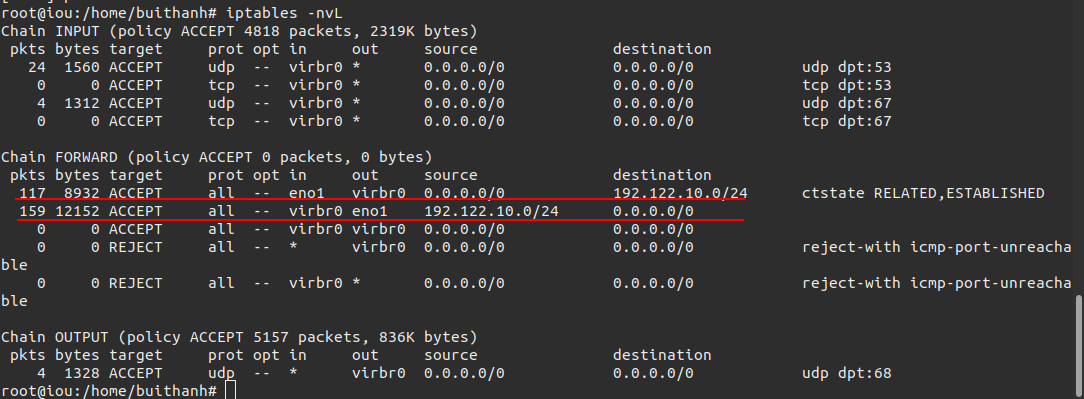 root@iou:/home/buithanh# iptables -nvL
Chain INPUT (policy ACCEPT 4818 packets, 2319K bytes)
 pkts bytes target     prot opt in     out     source               destination
   24  1560 ACCEPT     udp  --  virbr0 *       0.0.0.0/0            0.0.0.0/0            udp dpt:53
    0     0 ACCEPT     tcp  --  virbr0 *       0.0.0.0/0            0.0.0.0/0            tcp dpt:53
    4  1312 ACCEPT     udp  --  virbr0 *       0.0.0.0/0            0.0.0.0/0            udp dpt:67
    0     0 ACCEPT     tcp  --  virbr0 *       0.0.0.0/0            0.0.0.0/0            tcp dpt:67
Chain FORWARD (policy ACCEPT 0 packets, 0 bytes)
 pkts bytes target     prot opt in     out     source               destination
  117  8932 ACCEPT     all  --  eno1   virbr0  0.0.0.0/0            192.122.10.0/24      ctstate RELATED,ESTABLISHED
  159 12152 ACCEPT     all  --  virbr0 eno1    192.122.10.0/24      0.0.0.0/0
    0     0 ACCEPT     all  --  virbr0 virbr0  0.0.0.0/0            0.0.0.0/0
    0     0 REJECT     all  --  *      virbr0  0.0.0.0/0            0.0.0.0/0            reject-with icmp-port-unreacha
ble
    0     0 REJECT     all  --  virbr0 *       0.0.0.0/0            0.0.0.0/0            reject-with icmp-port-unreacha
ble
Chain OUTPUT (policy ACCEPT 5157 packets, 836K bytes)
 pkts bytes target     prot opt in     out     source               destination
    4  1328 ACCEPT     udp  --  *      virbr0  0.0.0.0/0            0.0.0.0/0            udp dpt:68
root@iou:/home/buithanh#